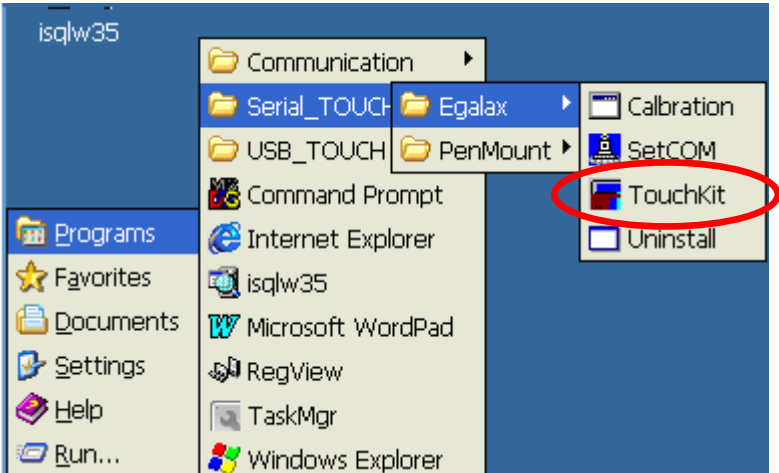 isqlw35
Communication
Serial_TOUCH
USB_TOUCH
Command Prompt
Internet Explorer
isqlw35
Microsoft WordPad
RegView
TaskMgr
Windows Explorer
Egalax
PenMount
Calbration
SetCOM
TouchKit
Uninstall
Programs
Favorites
Documents
Settings
Help
Run...